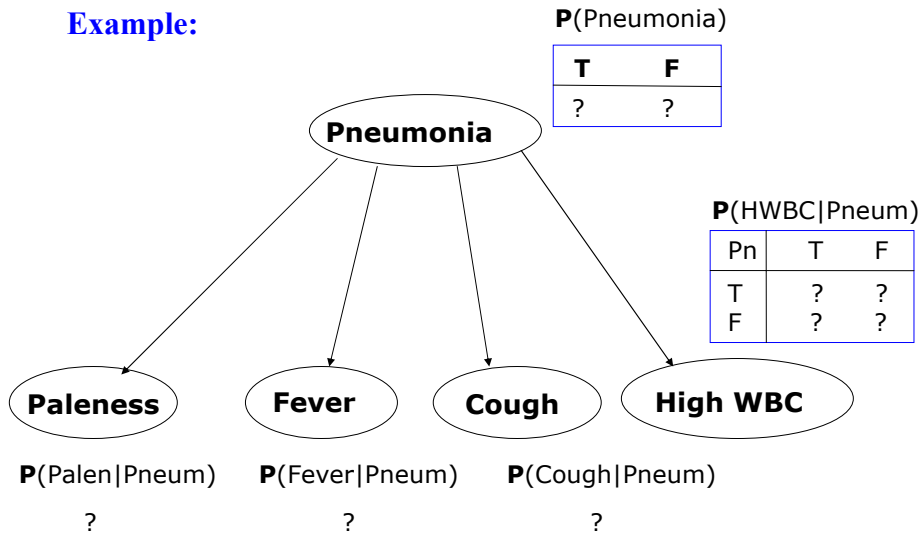 Example:
P(Pneumonia)
T F
? ?
Pneumonia
P(HWBC|Pneum)
Pn T F
T ? ?
F ? ?
Paleness
Fever
Cough
High WBC
P(Palen|Pneum) P(Fever|Pneum) P(Cough|Pneum)
? ? ?